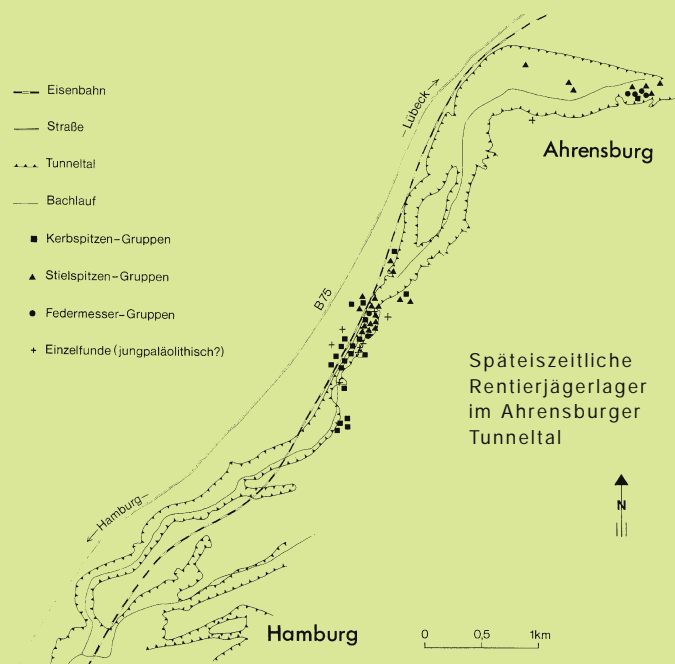 Eisenbahn
Straße
Tunneltal
Bachlauf
Kerbspitzen-Gruppen
Stielspitzen-Gruppen
Federmesser-Gruppen
Einzelfunde (jungpaläolithisch?)
Lübeck
Ahrensburg
B 75
Späteiszeitliche
Rentierjägerlager
im Ahrensburger
Tunneltal
N
Hamburg
Hamburg
0 0,5 1km